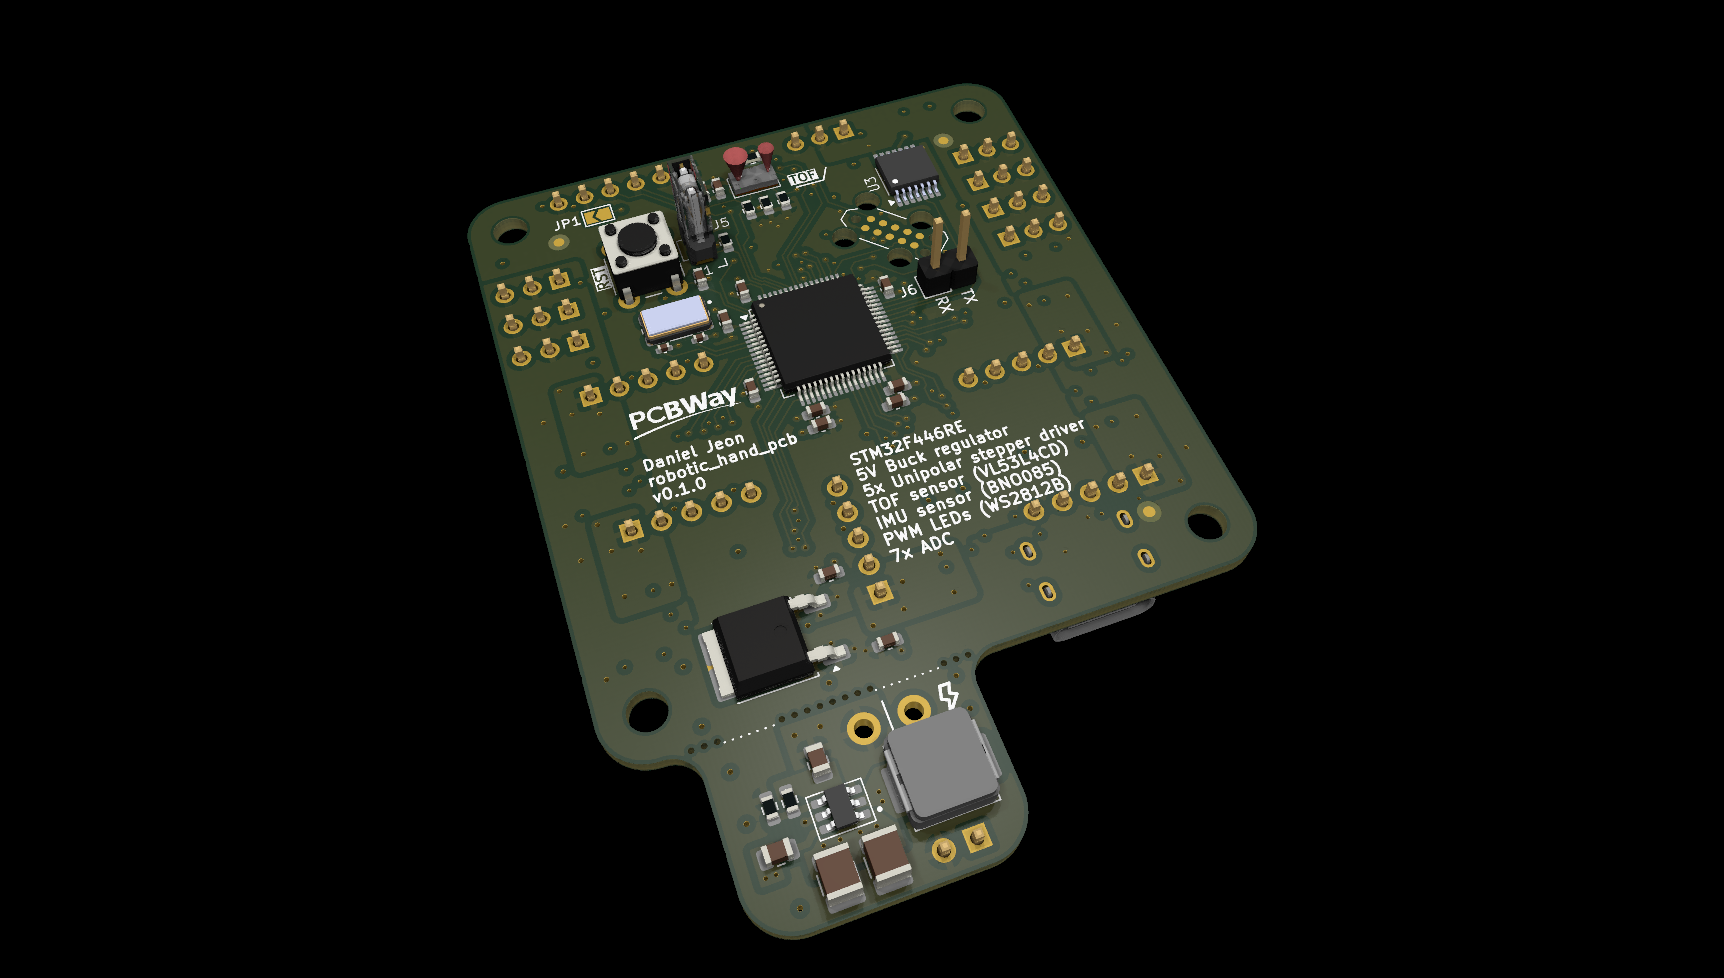 TOF
U3
JP1
J5
RST
1
J6
RX
TX
PCBWay
Daniel Jeon
robotic_hand_pcb
v0.1.0
STM32F446RE
5V Buck regulator
5x Unipolar stepper driver
TOF sensor (VL53L4CD)
IMU sensor (BNO085)
PWM LEDs (WS2812B)
7x ADC